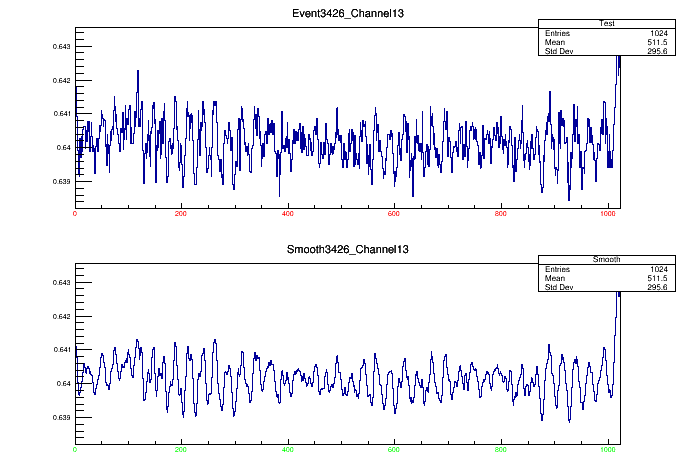 Event3426_Channel13
Test
Entries 1024
Mean 511.5
Std Dev 295.6
0.643
0.642
0.641
0.64
0.639
0 200 400 600 800 1000
Smooth3426_Channel13
Smooth
Entries 1024
Mean 511.5
Std Dev 295.6
0.643
0.642
0.641
0.64
0.639
0 200 400 600 800 1000